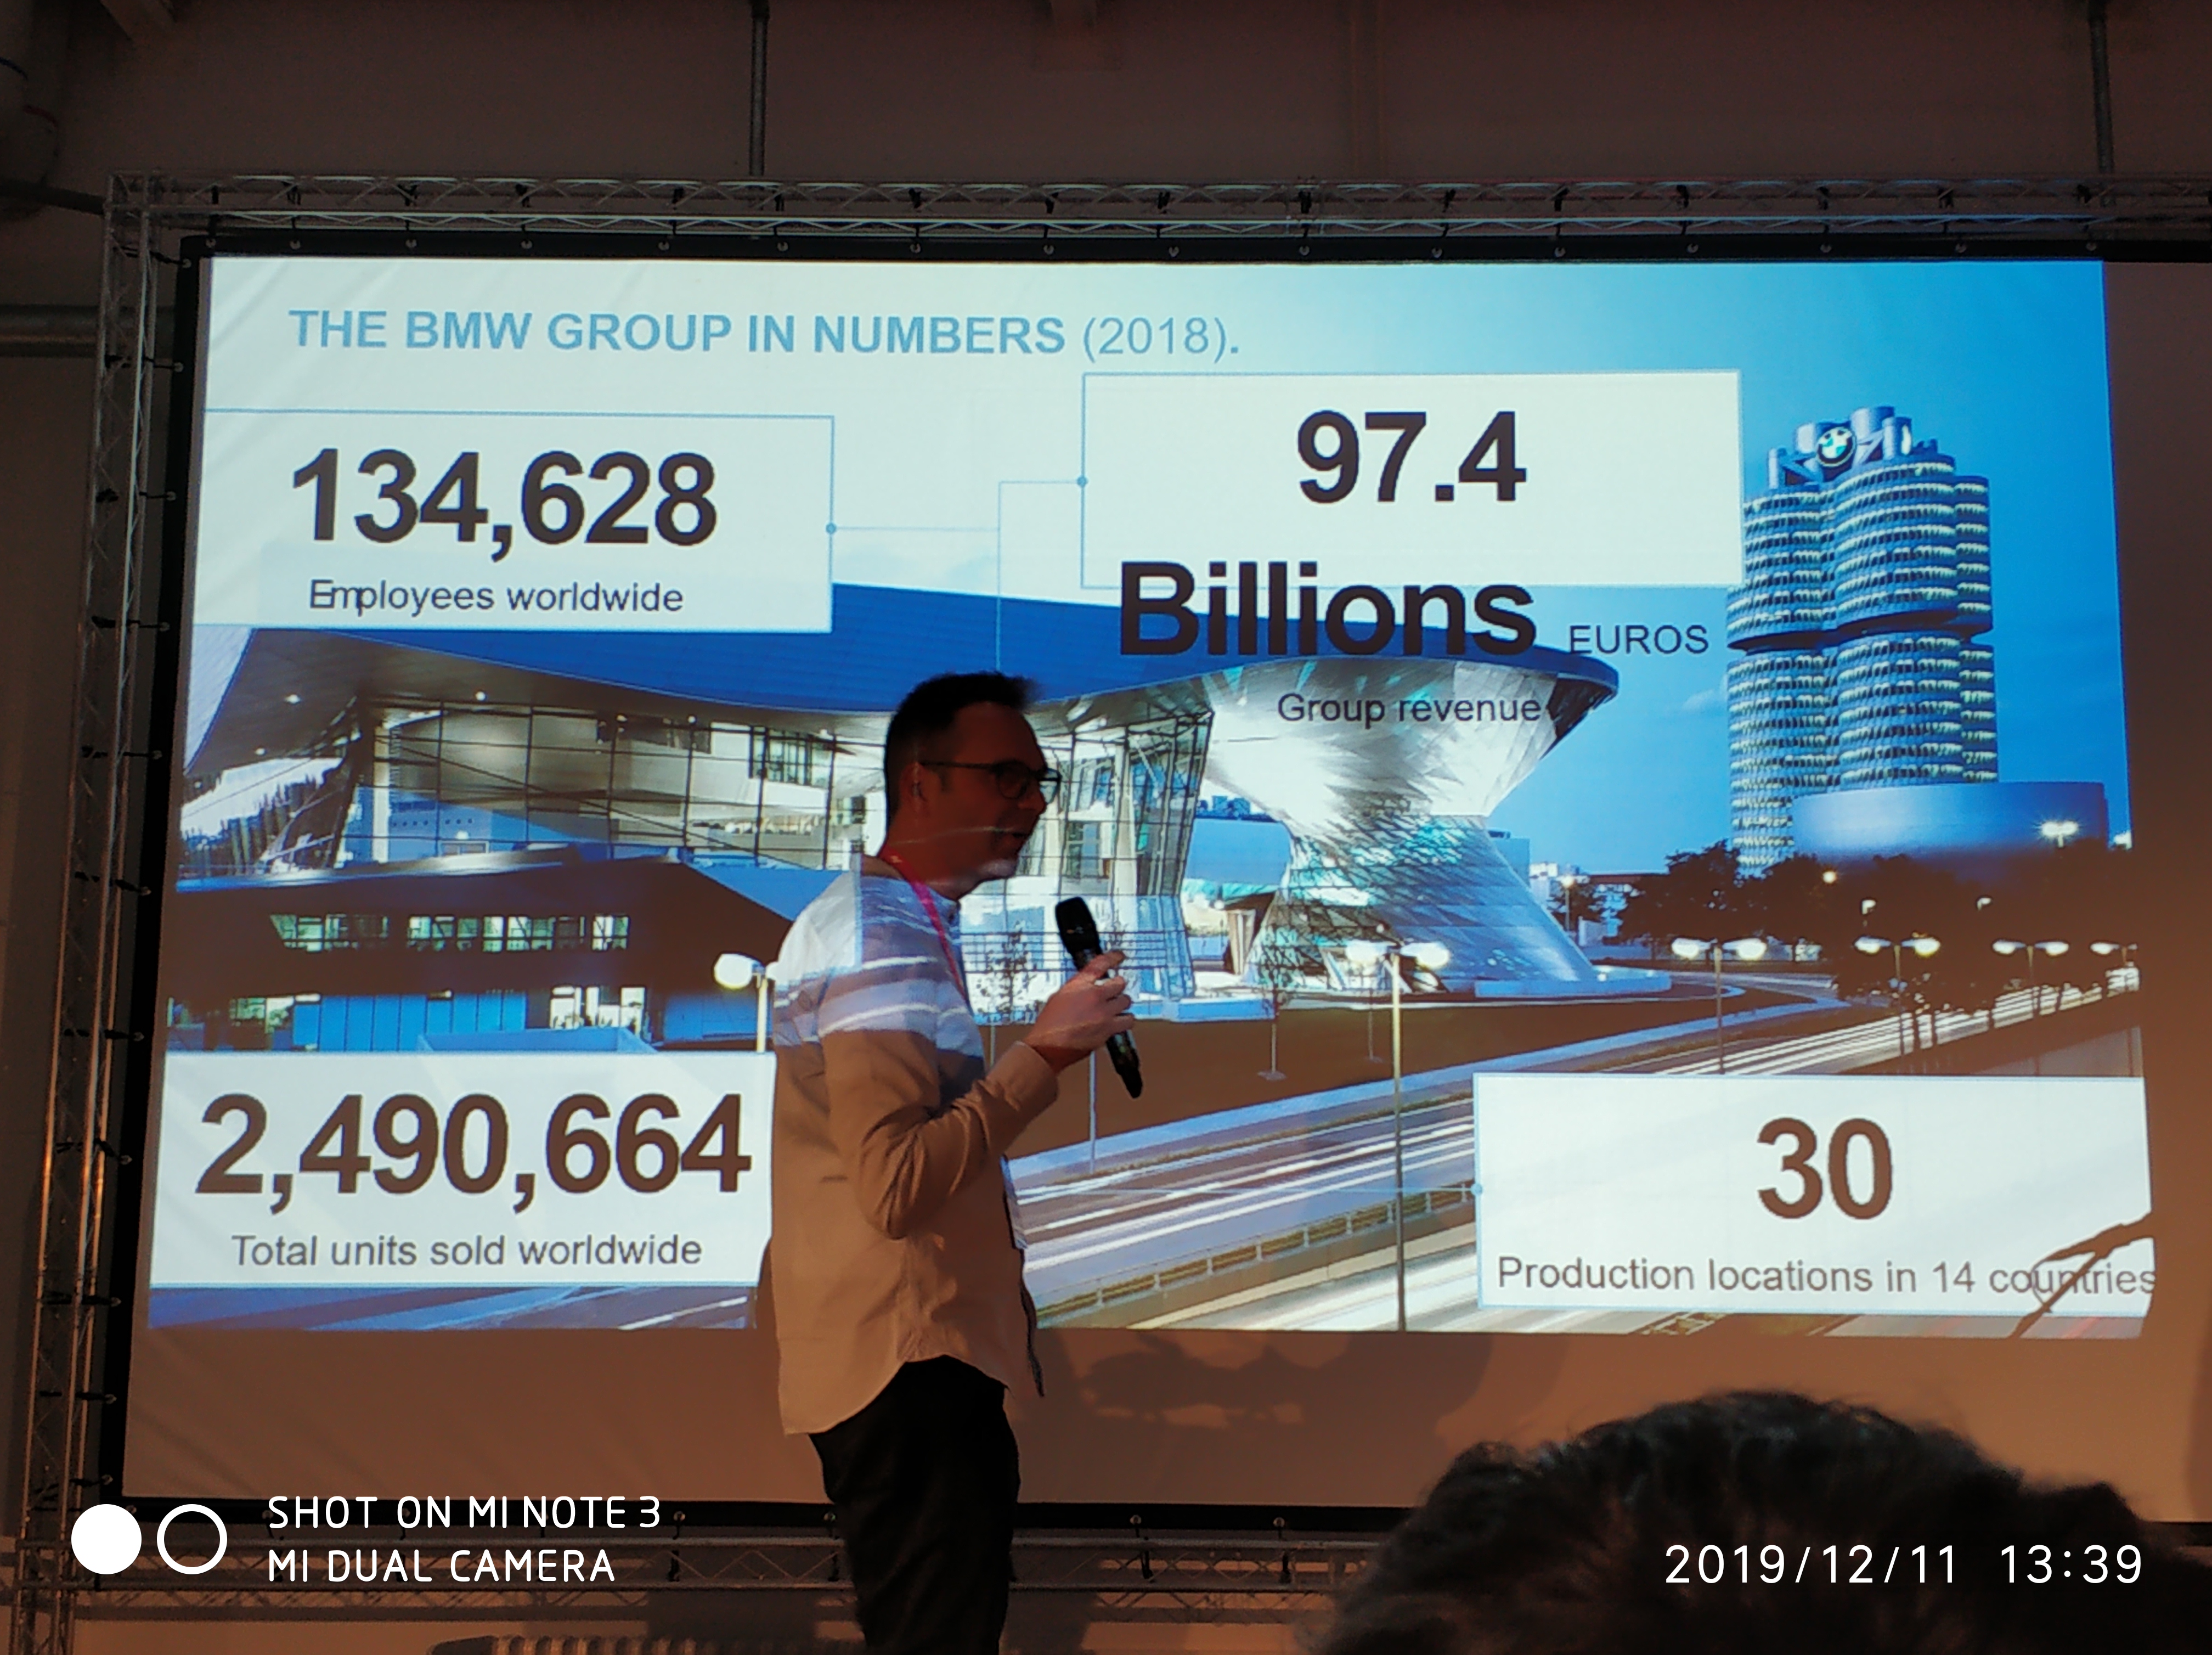 THE BMW GROUP IN NUMBERS (2018).
134,628
Employees worldwide
97.4
Billions EUROS
Group revenue
2,490,664
Total units sold worldwide
30
Production locations in 14 countries
SHOT ON MI NOTE 3
MI DUAL CAMERA
2019/12/11 13:39